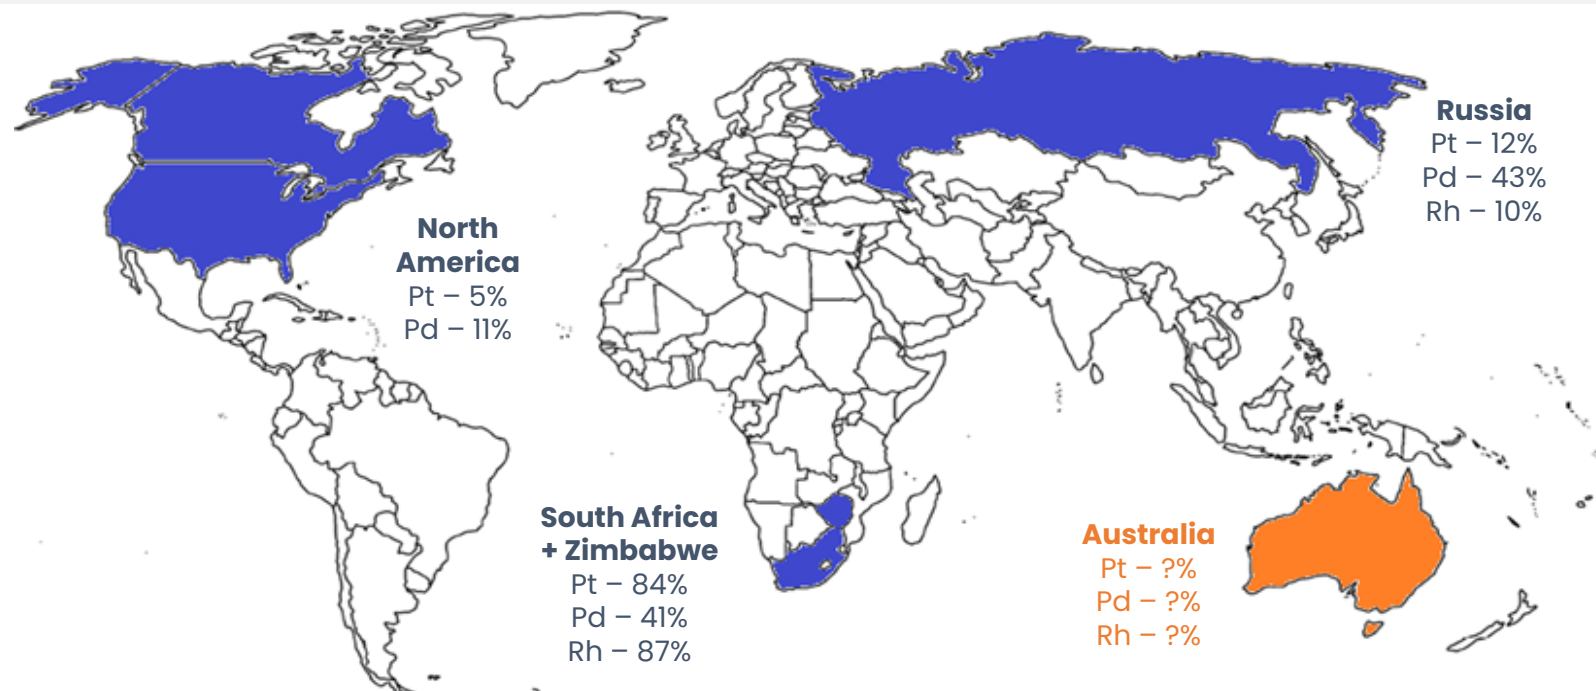 North
America
Pt – 5%
Pd – 11%
Russia
Pt – 12%
Pd – 43%
Rh – 10%
South Africa
+ Zimbabwe
Pt – 84%
Pd – 41%
Rh – 87%
Australia
Pt – ?%
Pd – ?%
Rh – ?%